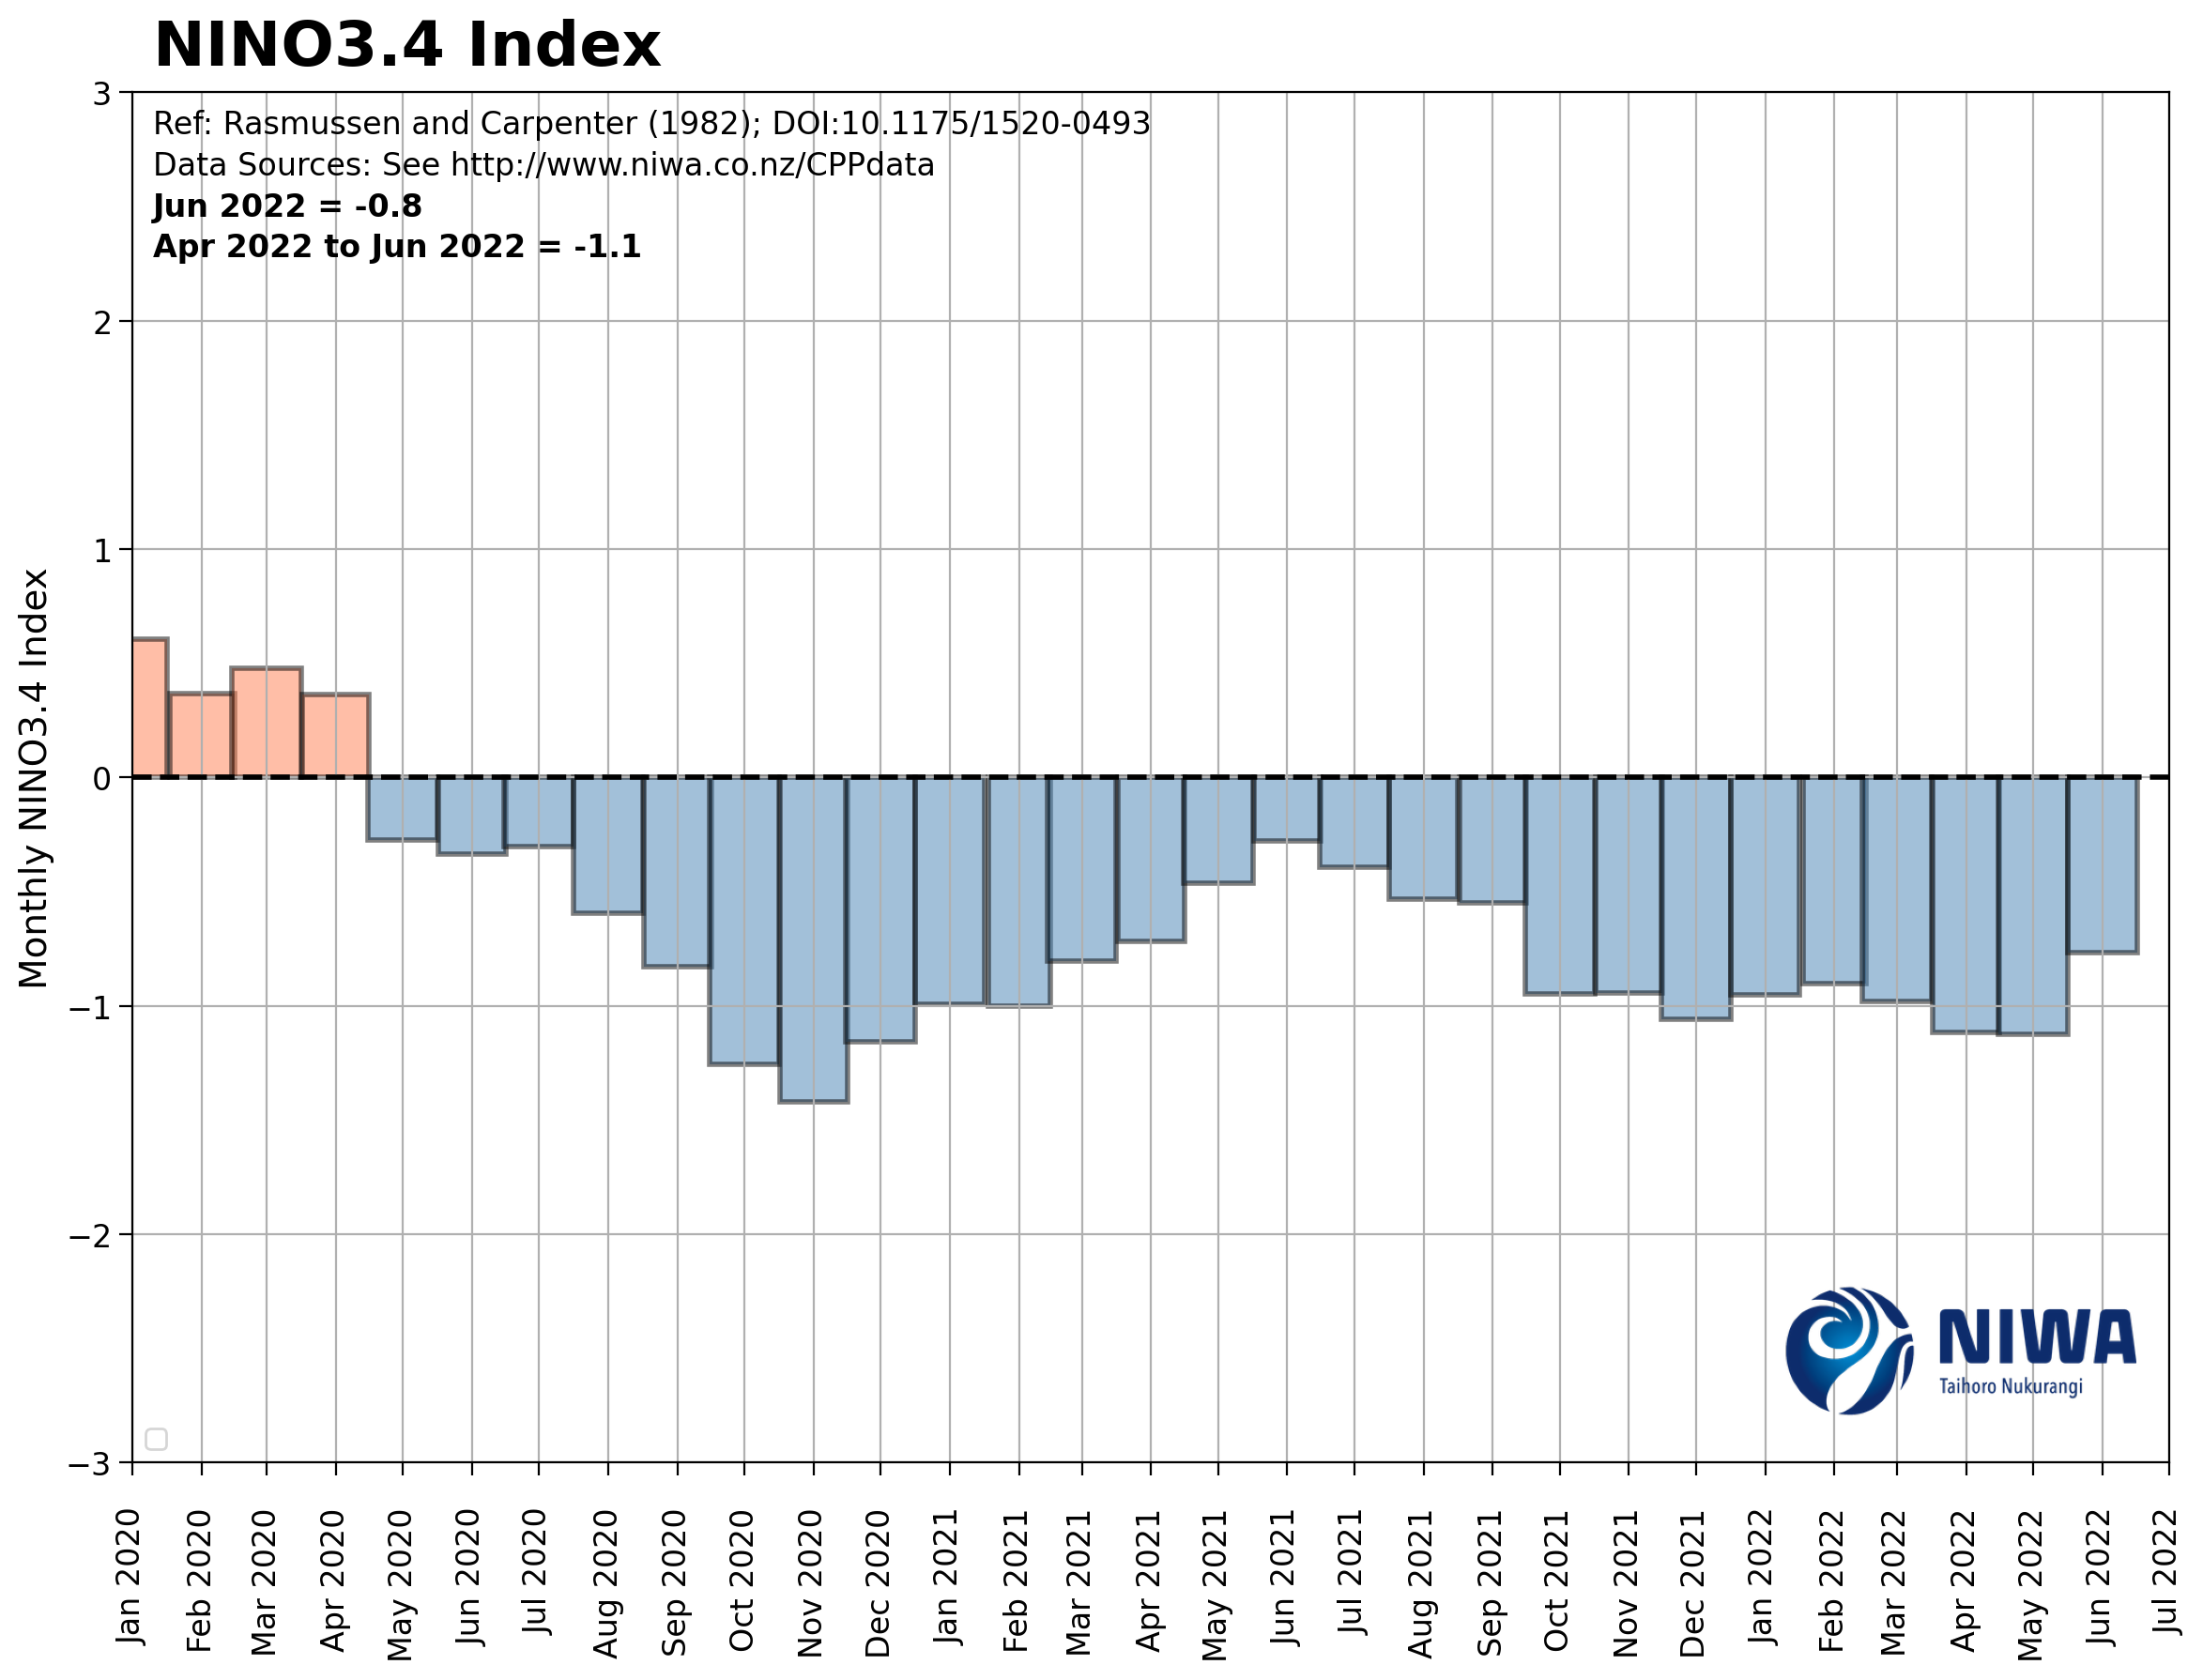 NINO3.4 Index
Ref: Rasmussen and Carpenter (1982); DOI:10.1175/1520-0493
Data Sources: See http://www.niwa.co.nz/CPPdata
Jun 2022 = -0.8
Apr 2022 to Jun 2022 = -1.1
Monthly NINO3.4 Index
3
2
1
0
−1
−2
−3
NIWA
Taihoro Nukurangi
Jan 2020
Feb 2020
Mar 2020
Apr 2020
May 2020
Jun 2020
Jul 2020
Aug 2020
Sep 2020
Oct 2020
Nov 2020
Dec 2020
Jan 2021
Feb 2021
Mar 2021
Apr 2021
May 2021
Jun 2021
Jul 2021
Aug 2021
Sep 2021
Oct 2021
Nov 2021
Dec 2021
Jan 2022
Feb 2022
Mar 2022
Apr 2022
May 2022
Jun 2022
Jul 2022